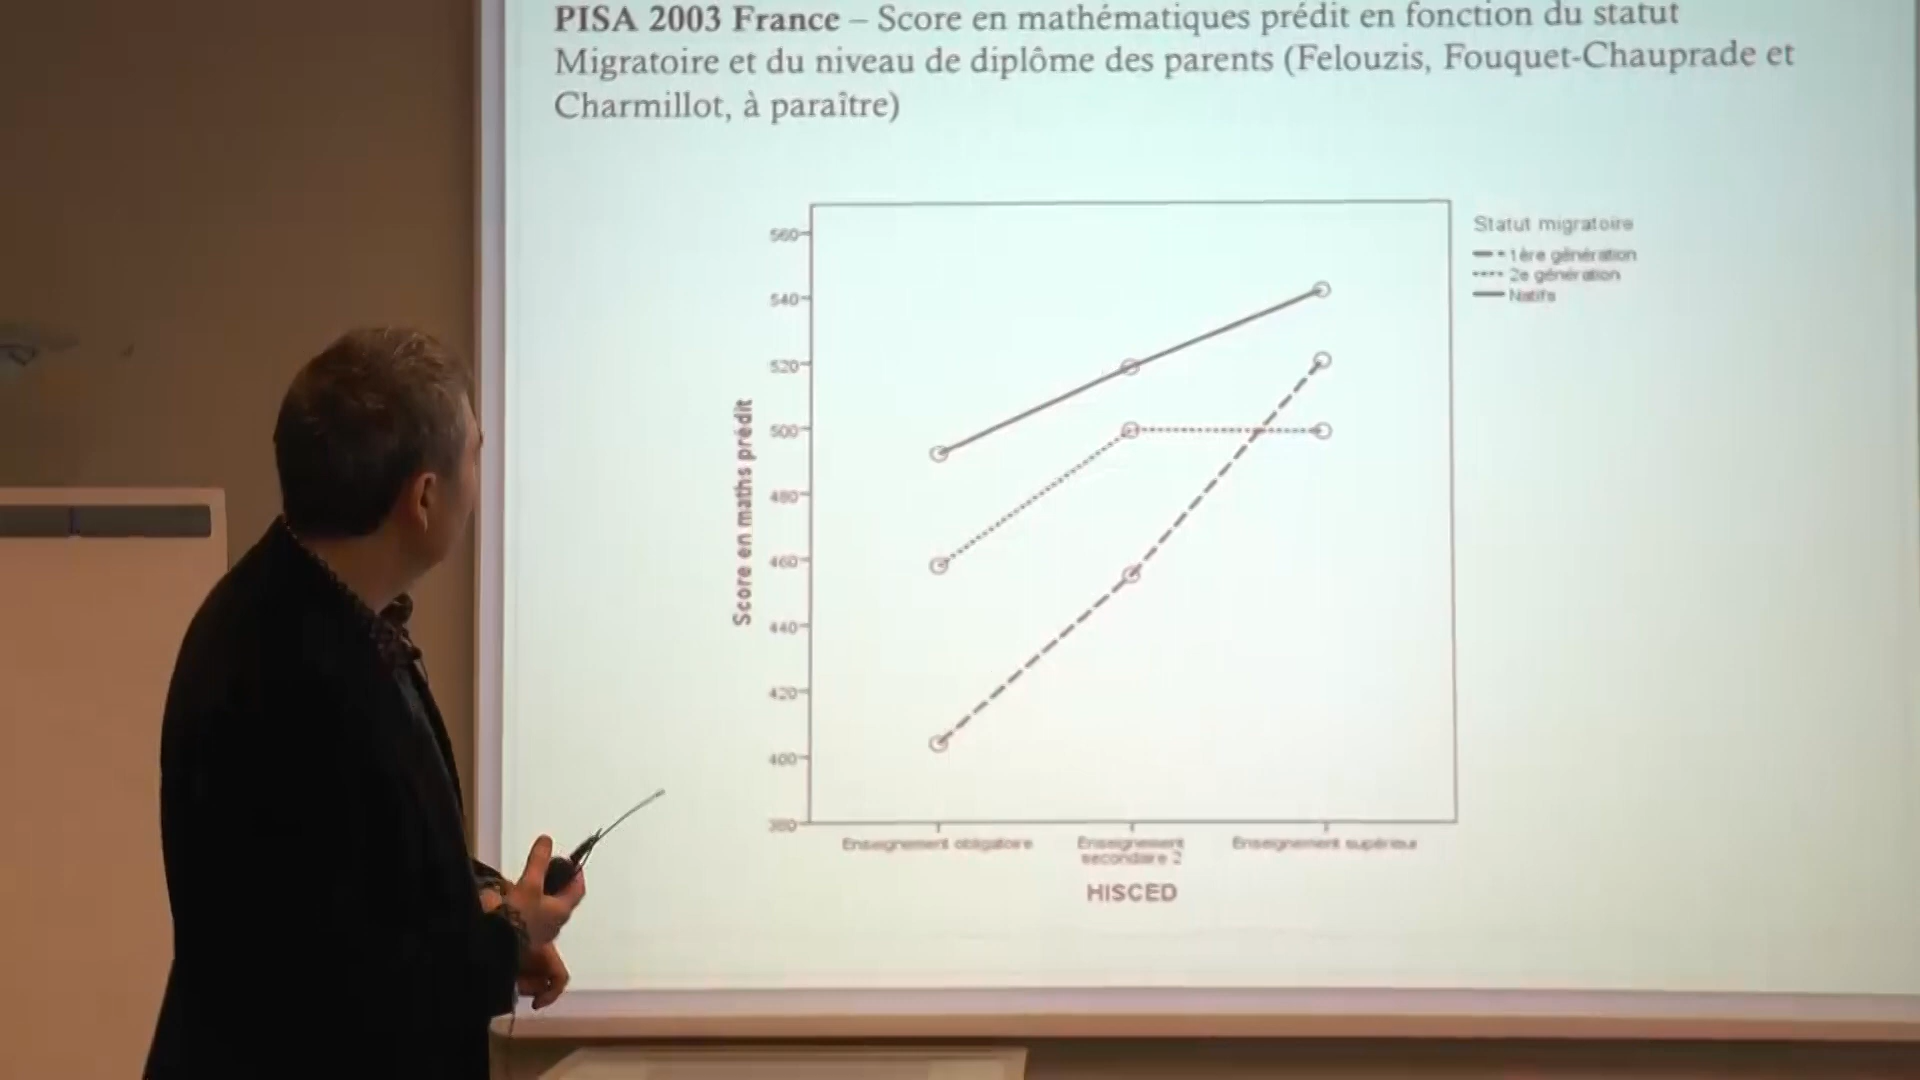 PISA 2003 France – Score en mathématiques prédit en fonction du statut
Migratoire et du niveau de diplôme des parents (Felouzis, Fouquet-Chauprade et
Charmillot, à paraître)
Statut migratoire
1ère génération
2e génération
Natifs
Score en maths prédit
560
540
520
500
480
460
440
420
400
380
Enseignement obligatoire
Enseignement
secondaire 2
Enseignement supérieur
HISCED